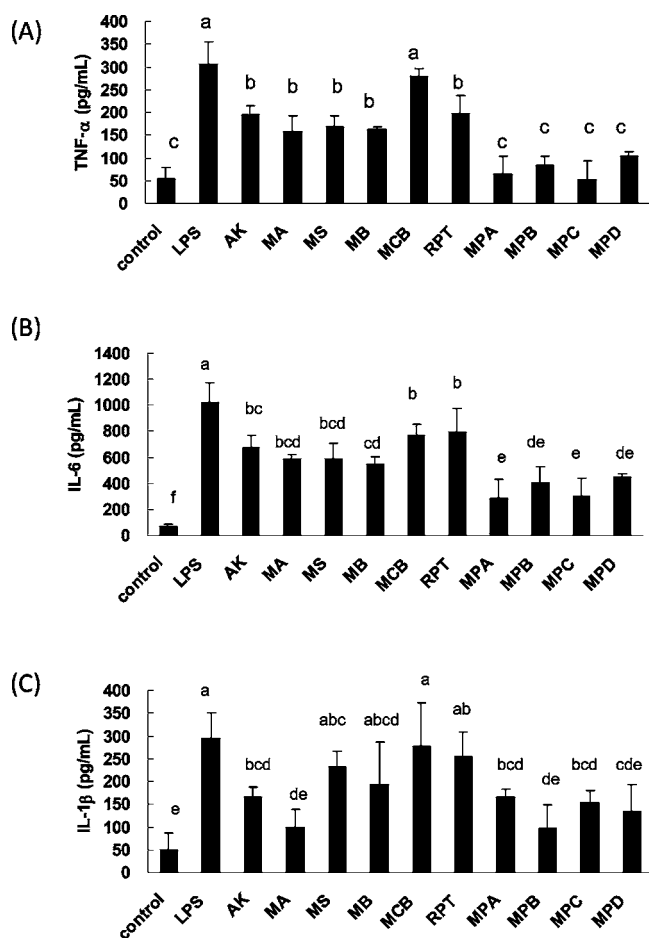 (A)
TNF-α (pg/mL)
400
350
300
250
200
150
100
50
0
a
b
b
b
b
a
b
c
c
c
c
c
control
LPS
AK
MA
MS
MB
MCB
RPT
MPA
MPB
MPC
MPD
(B)
IL-6 (pg/mL)
1400
1200
1000
800
600
400
200
0
f
a
bc
bcd
bcd
cd
b
b
e
de
e
de
control
LPS
AK
MA
MS
MB
MCB
RPT
MPA
MPB
MPC
MPD
(C)
IL-1β (pg/mL)
400
350
300
250
200
150
100
50
0
e
a
bcd
de
abc
abcd
a
ab
bcd
de
bcd
cde
control
LPS
AK
MA
MS
MB
MCB
RPT
MPA
MPB
MPC
MPD